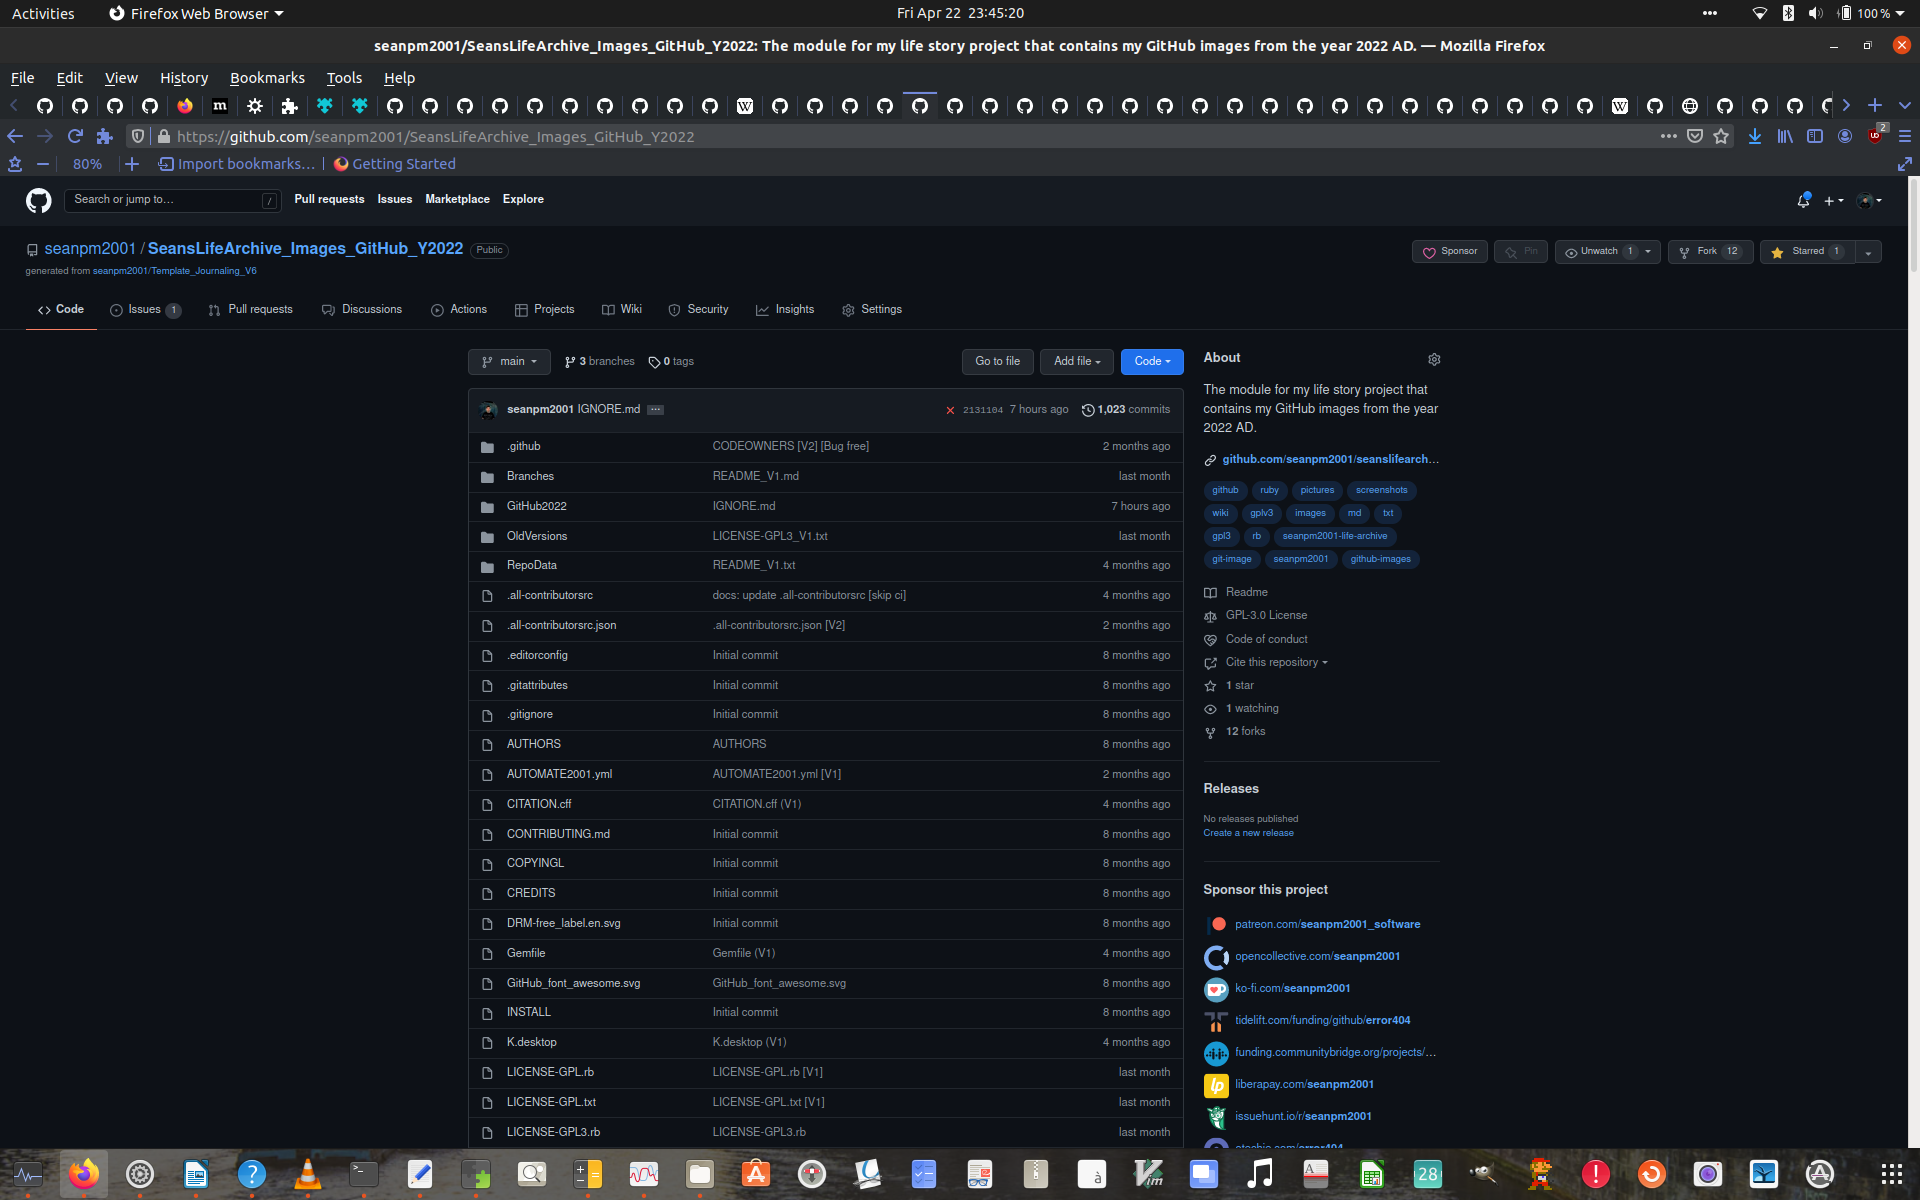 Activities Firefox Web Browser Fri Apr 22 23:45:20 100 %
seanpm2001/SeansLifeArchive_Images_GitHub_Y2022: The module for my life story project that contains my GitHub images from the year 2022 AD. — Mozilla Firefox
File Edit View History Bookmarks Tools Help
https://github.com/seanpm2001/SeansLifeArchive_Images_GitHub_Y2022 2
80% Import bookmarks... Getting Started
Search or jump to... / Pull requests Issues Marketplace Explore
seanpm2001 / SeansLifeArchive_Images_GitHub_Y2022 Public Sponsor Pin Unwatch 1 Fork 12 Starred 1
generated from seanpm2001/Template_Journaling_V6
Code Issues 1 Pull requests Discussions Actions Projects Wiki Security Insights Settings
main 3 branches 0 tags Go to file Add file Code
seanpm2001 IGNORE.md ... 2131104 7 hours ago 1,023 commits
.github CODEOWNERS [V2] [Bug free] 2 months ago
Branches README_V1.md last month
GitHub2022 IGNORE.md 7 hours ago
OldVersions LICENSE-GPL3_V1.txt last month
RepoData README_V1.txt 4 months ago
.all-contributorsrc docs: update .all-contributorsrc [skip ci] 4 months ago
.all-contributorsrc.json .all-contributorsrc.json [V2] 2 months ago
.editorconfig Initial commit 8 months ago
.gitattributes Initial commit 8 months ago
.gitignore Initial commit 8 months ago
AUTHORS AUTHORS 8 months ago
AUTOMATE2001.yml AUTOMATE2001.yml [V1] 2 months ago
CITATION.cff CITATION.cff (V1) 4 months ago
CONTRIBUTING.md Initial commit 8 months ago
COPYINGL Initial commit 8 months ago
CREDITS Initial commit 8 months ago
DRM-free_label.en.svg Initial commit 8 months ago
Gemfile Gemfile (V1) 4 months ago
GitHub_font_awesome.svg GitHub_font_awesome.svg 8 months ago
INSTALL Initial commit 8 months ago
K.desktop K.desktop (V1) 4 months ago
LICENSE-GPL.rb LICENSE-GPL.rb [V1] last month
LICENSE-GPL.txt LICENSE-GPL.txt [V1] last month
LICENSE-GPL3.rb LICENSE-GPL3.rb last month
About
The module for my life story project that
contains my GitHub images from the year
2022 AD.
github.com/seanpm2001/seanslifearch...
github ruby pictures screenshots
wiki gplv3 images md txt
gpl3 rb seanpm2001-life-archive
git-image seanpm2001 github-images
Readme
GPL-3.0 License
Code of conduct
Cite this repository
1 star
1 watching
12 forks
Releases
No releases published
Create a new release
Sponsor this project
patreon.com/seanpm2001_software
opencollective.com/seanpm2001
ko-fi.com/seanpm2001
tidelift.com/funding/github/error404
funding.communitybridge.org/projects/...
liberapay.com/seanpm2001
issuehunt.io/r/seanpm2001
28